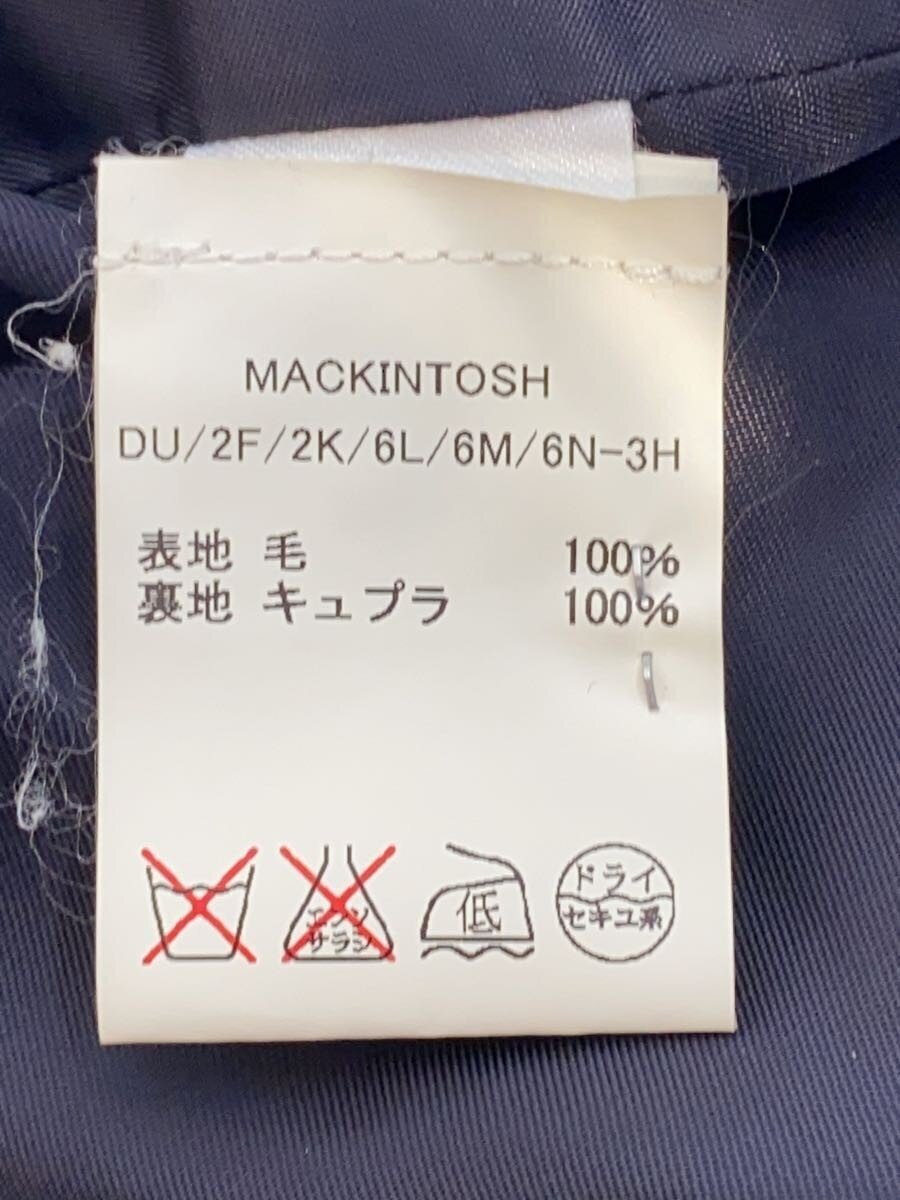 MACKINTOSH
DU/2F/2K/6L/6M/6N-3H
表地 毛 100%
裏地 キュプラ 100%
エンソ
サラシ
低
ドライ
セキユ系